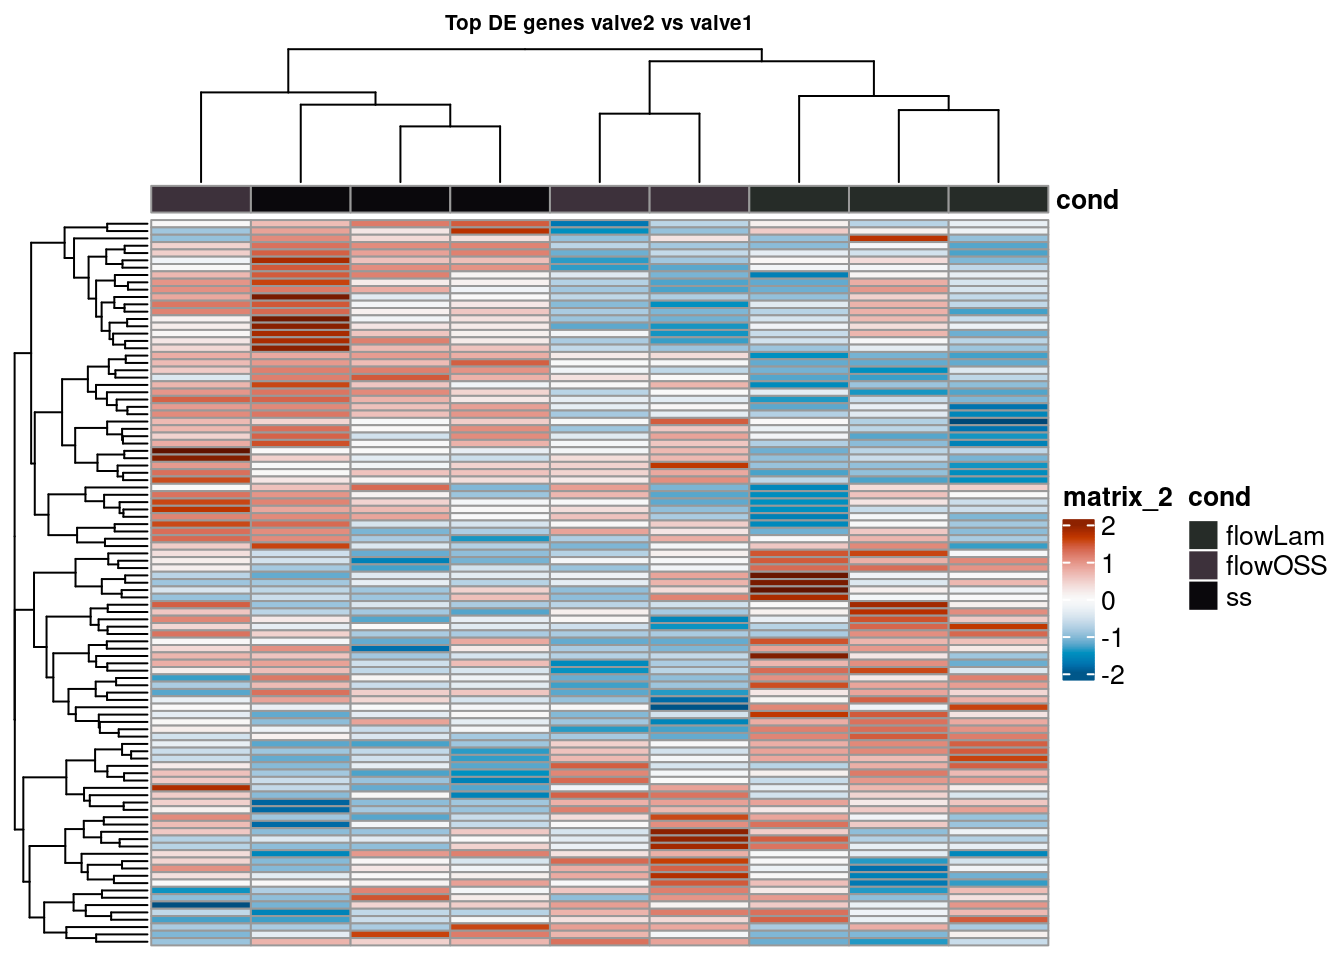 Top DE genes valve2 vs valve1
cond
matrix_2
2
1
0
-1
-2
cond
flowLam
flowOSS
ss